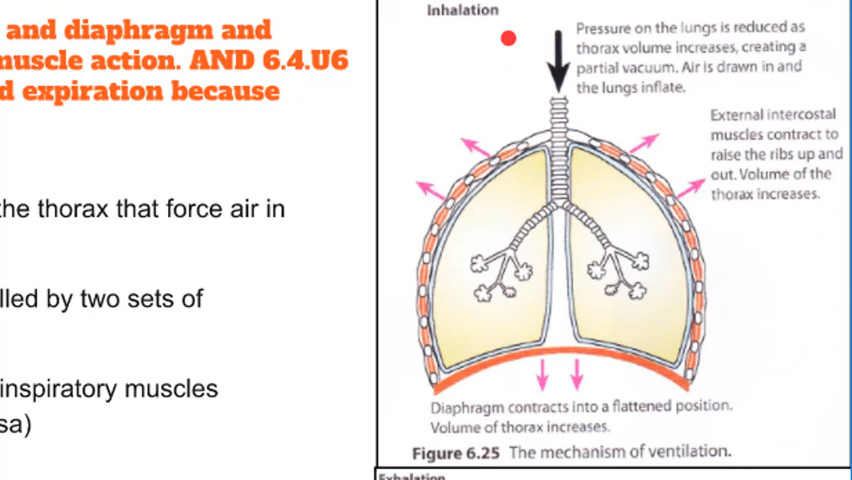 and diaphragm and
muscle action. AND 6.4.U6
d expiration because
the thorax that force air in
lled by two sets of
inspiratory muscles
sa)
Inhalation
Pressure on the lungs is reduced as
thorax volume increases, creating a
partial vacuum. Air is drawn in and
the lungs inflate.
External intercostal
muscles contract to
raise the ribs up and
out. Volume of the
thorax increases.
Diaphragm contracts into a flattened position.
Volume of thorax increases.
Figure 6.25 The mechanism of ventilation.
Exhalation